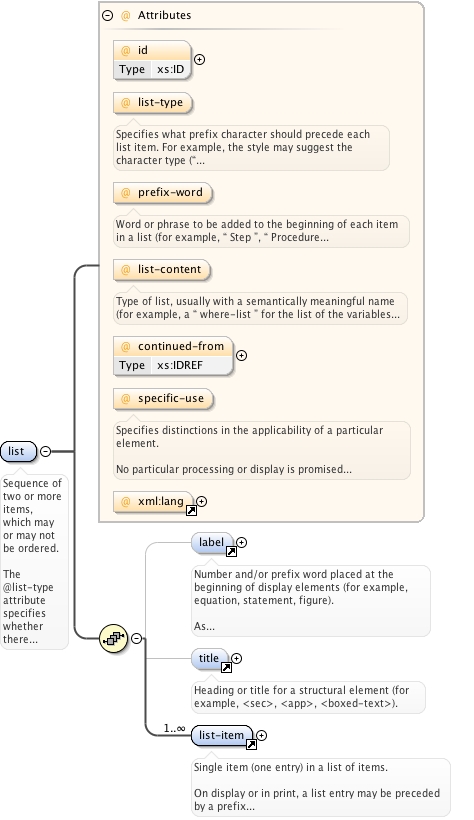 Attributes
@ id
Type xs:ID
@ list-type
Specifies what prefix character should precede each
list item. For example, the style may suggest the
character type (“...
@ prefix-word
Word or phrase to be added to the beginning of each item
in a list (for example, “ Step ”, “ Procedure...
@ list-content
Type of list, usually with a semantically meaningful name
(for example, a “ where-list ” for the list of the variables...
@ continued-from
Type xs:IDREF
@ specific-use
Specifies distinctions in the applicability of a particular
element.
No particular processing or display is promised...
@ xml:lang
list
Sequence of
two or more
items,
which may
or may not
be ordered.
The
@list-type
attribute
specifies
whether
there...
label
Number and/or prefix word placed at the
beginning of display elements (for example,
equation, statement, figure).
As...
title
Heading or title for a structural element (for
example, <sec>, <app>, <boxed-text>).
1..∞
list-item
Single item (one entry) in a list of items.
On display or in print, a list entry may be preceded
by a prefix...